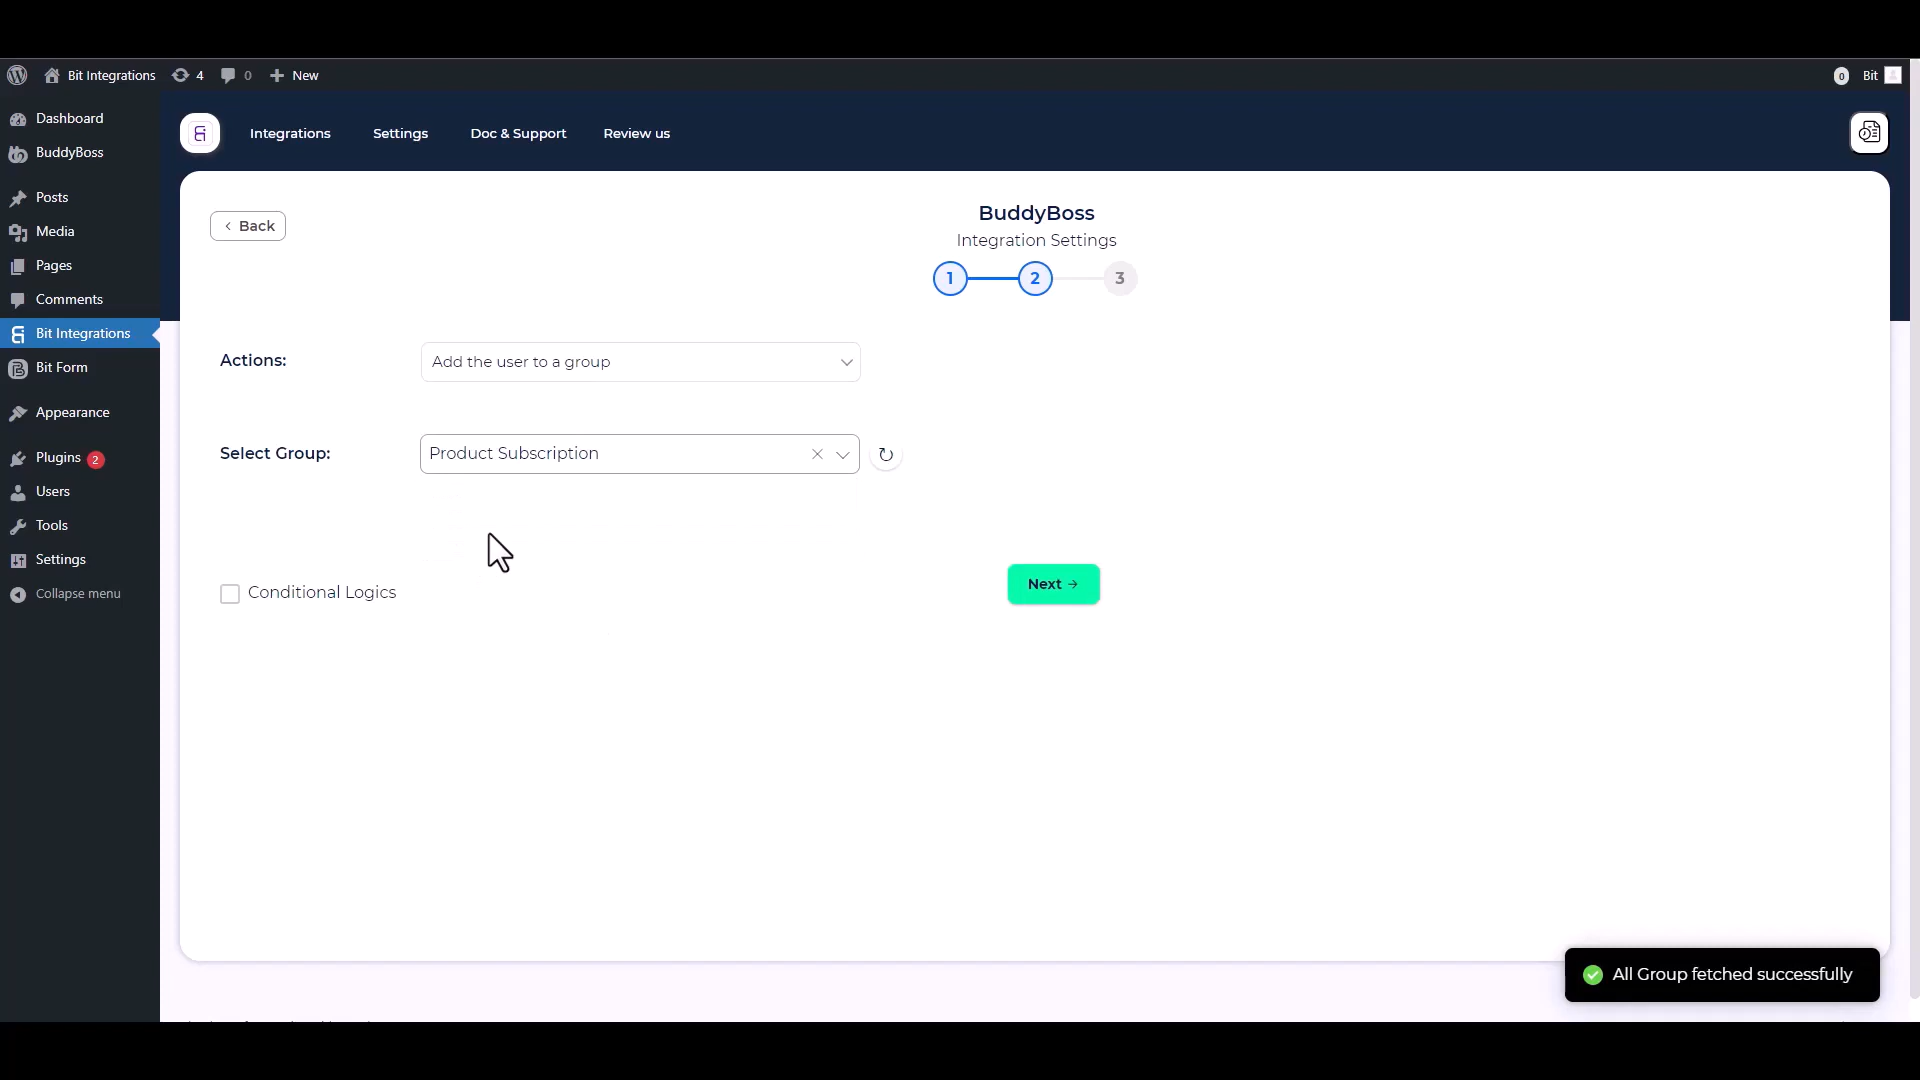 Bit Integrations 4 0 New 0 Bit
Dashboard
BuddyBoss
Posts
Media
Pages
Comments
Bit Integrations
Bit Form
Appearance
Plugins 2
Users
Tools
Settings
Collapse menu
Integrations Settings Doc & Support Review us
Back
BuddyBoss
Integration Settings
1 2 3
Actions: Add the user to a group
Select Group: Product Subscription
Conditional Logics
Next
All Group fetched successfully